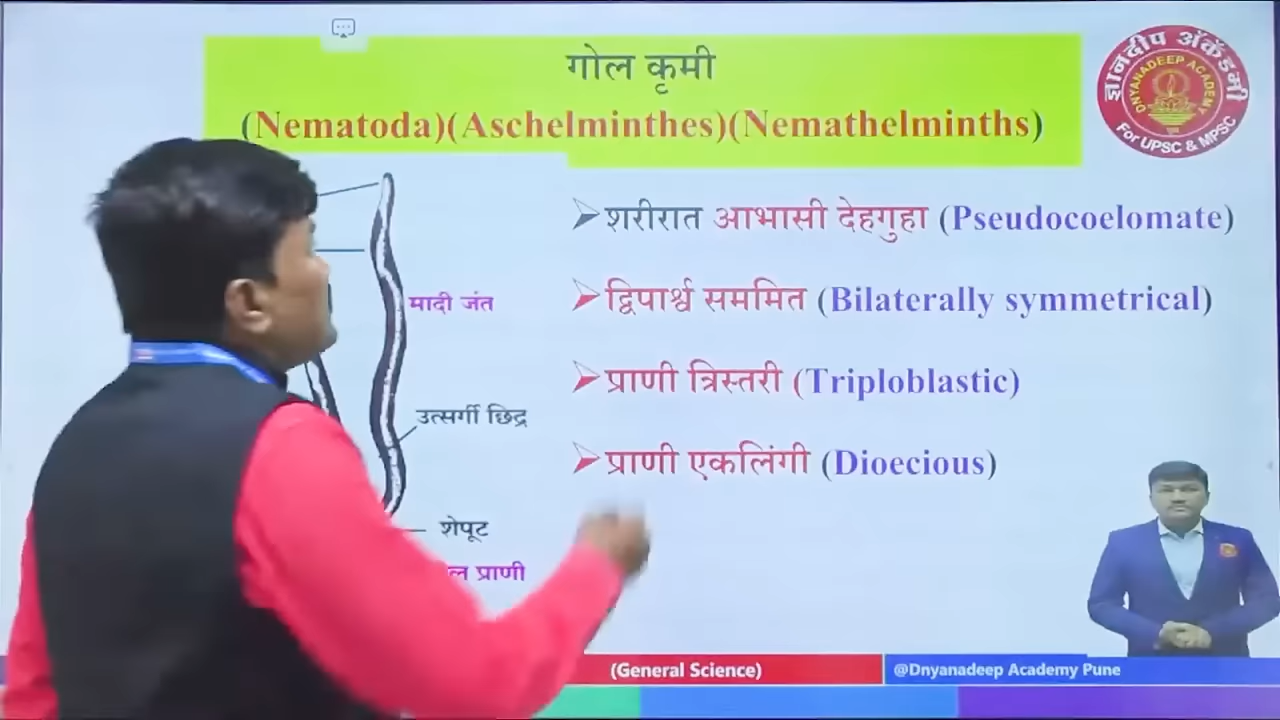 गोल कृमी
(Nematoda)(Aschelminthes)(Nemathelminths)
ज्ञानदीप अ‍ॅकॅडमी
DNYANADEEP ACADEMY
पुणे
For UPSC & MPSC
➢शरीरात आभासी देहगुहा (Pseudocoelomate)
➢द्विपार्श्व सममित (Bilaterally symmetrical)
➢प्राणी त्रिस्तरी (Triploblastic)
➢प्राणी एकलिंगी (Dioecious)
मादी जंत
उत्सर्गी छिद्र
शेपूट
प्राणी
(General Science)
@Dnyanadeep Academy Pune